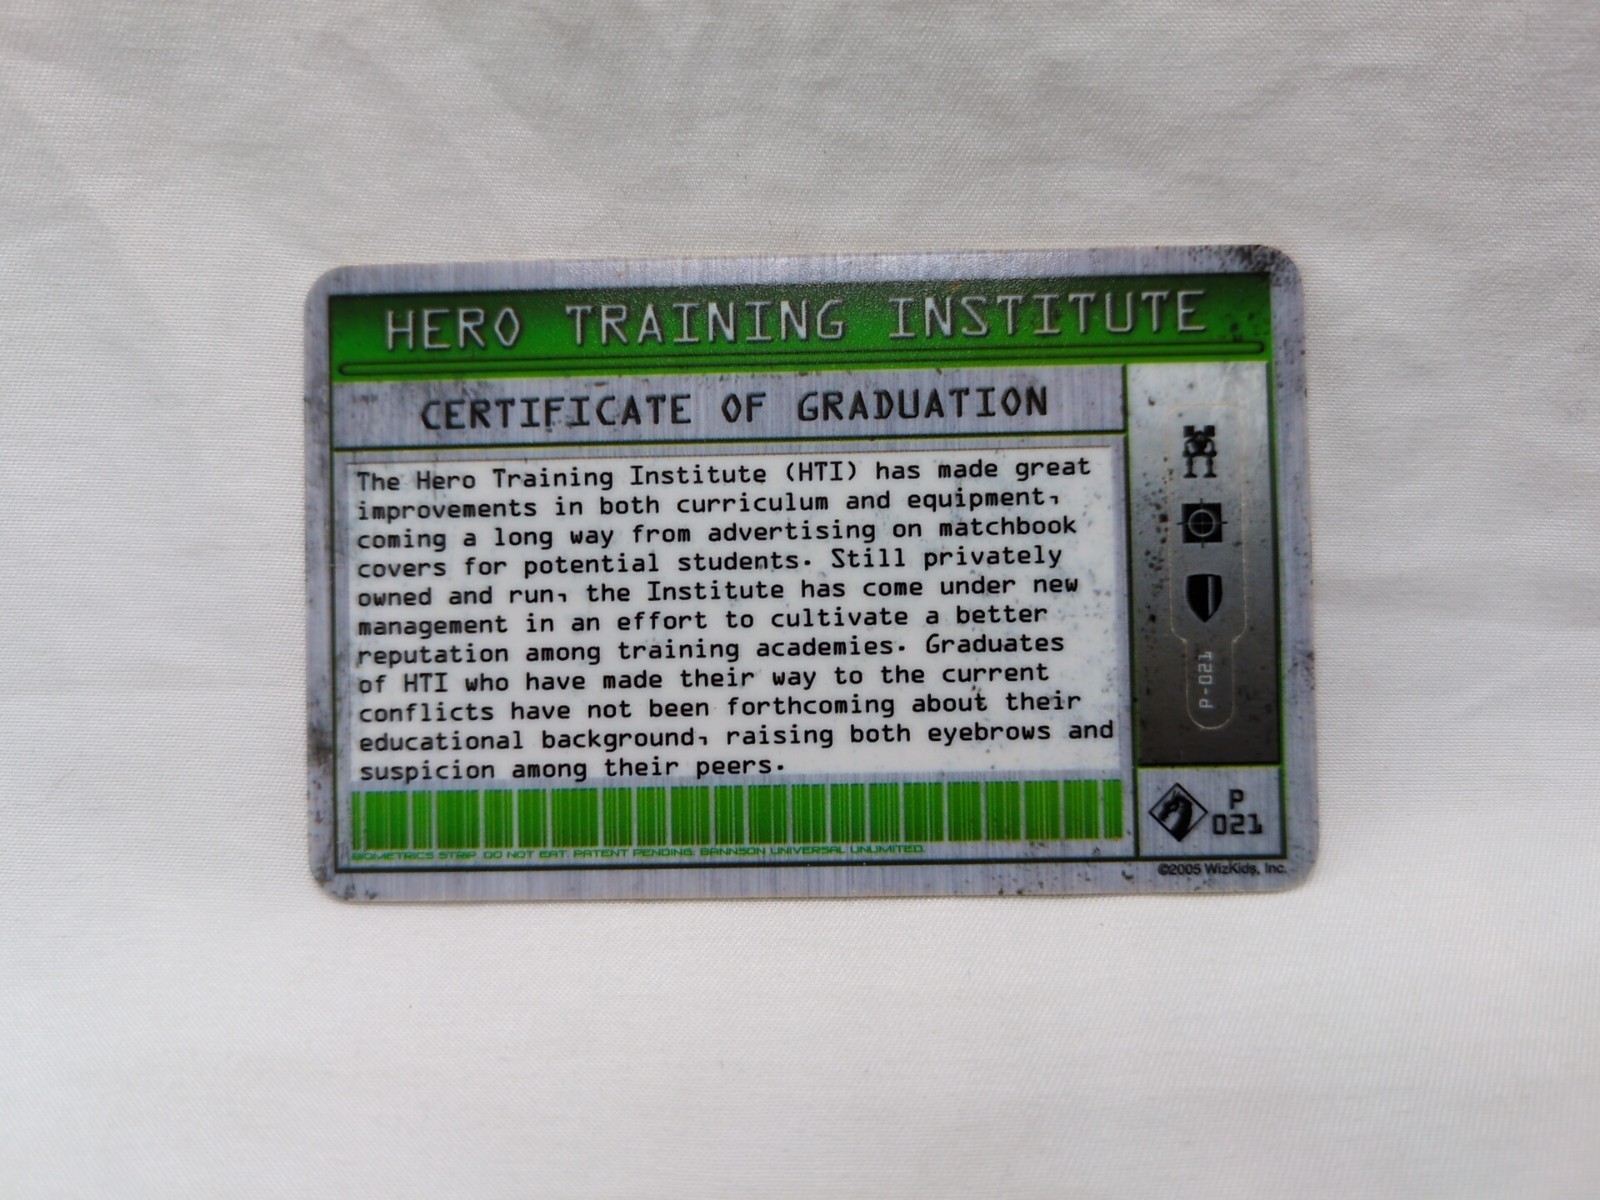 HERO TRAINING INSTITUTE
CERTIFICATE OF GRADUATION
The Hero Training Institute (HTI) has made great
improvements in both curriculum and equipment,
coming a long way from advertising on matchbook
covers for potential students. Still privately
owned and run, the Institute has come under new
management in an effort to cultivate a better
reputation among training academies. Graduates
of HTI who have made their way to the current
conflicts have not been forthcoming about their
educational background, raising both eyebrows and
suspicion among their peers.
BIOMETRICS STRIP. DO NOT EAT. PATENT PENDING: BANNSON UNIVERSAL UNLIMITED.
P-021
P
021
©2005 WizKids, Inc.